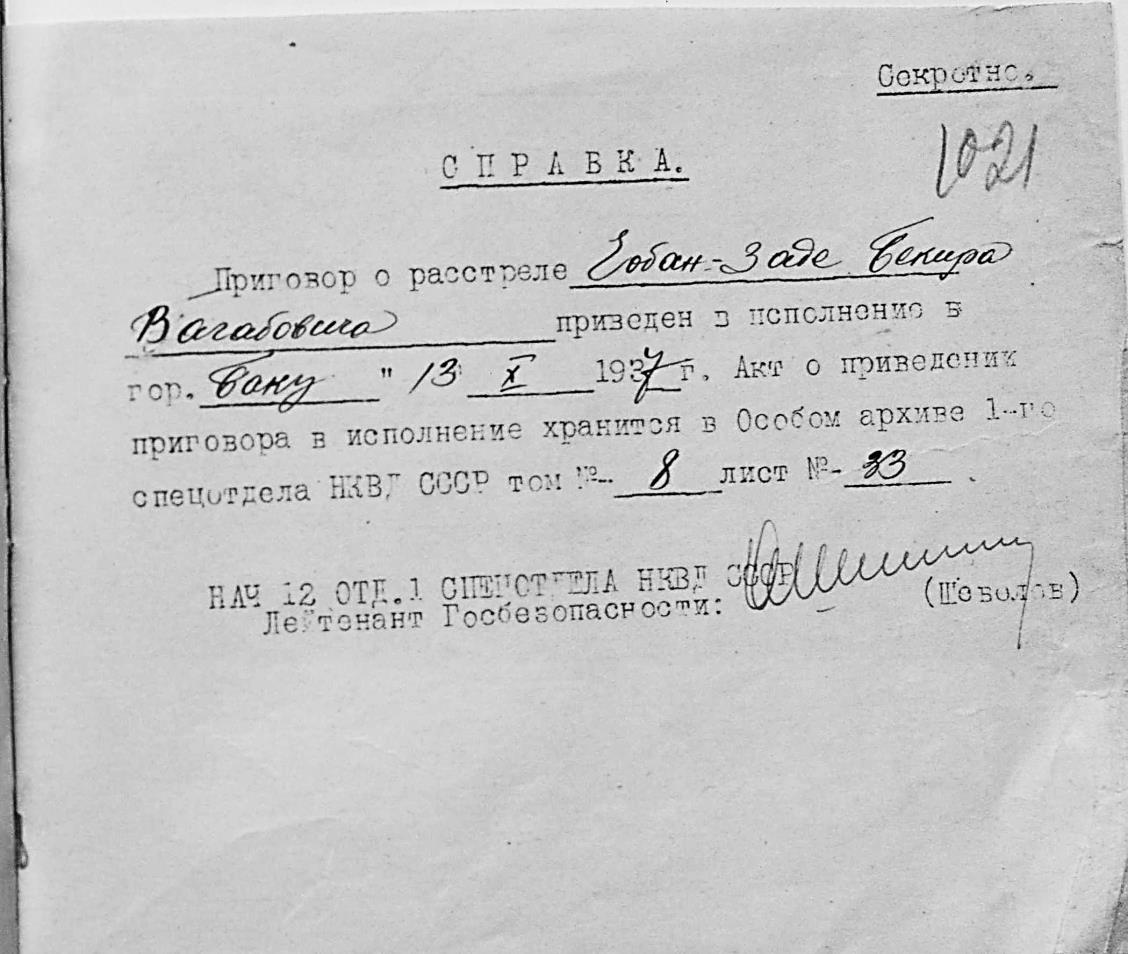 Секретно.
1021
СПРАВКА.
Приговор о расстреле Чобан-Заде Бекира
Вагабовича приведен в исполнение в
гор. Баку " 13 X 1937 г. Акт о приведении
приговора в исполнение хранится в Особом архиве 1-го
спецотдела НКВД СССР том №- 8 лист №- 33 .
НАЧ 12 ОТД.1 СПЕЦОТДЕЛА НКВД СССР
Лейтенант Госбезопасности: (Шевелев)